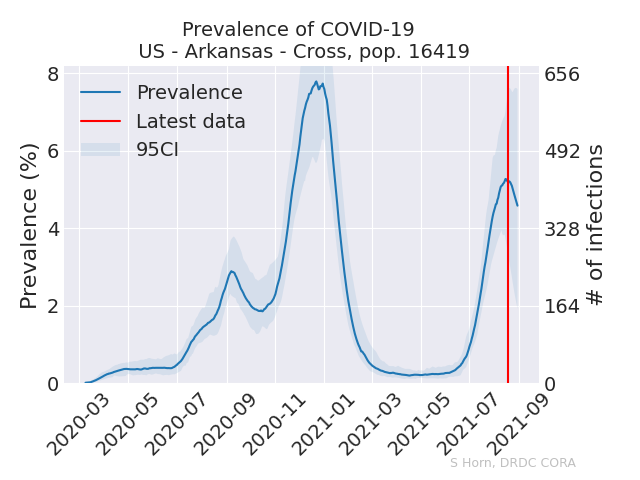 Prevalence of COVID-19
US - Arkansas - Cross, pop. 16419
Prevalence
Latest data
95CI
Prevalence (%)
8
6
4
2
0
656
492
328
164
0
# of infections
2020-03
2020-05
2020-07
2020-09
2020-11
2021-01
2021-03
2021-05
2021-07
2021-09
S Horn, DRDC CORA